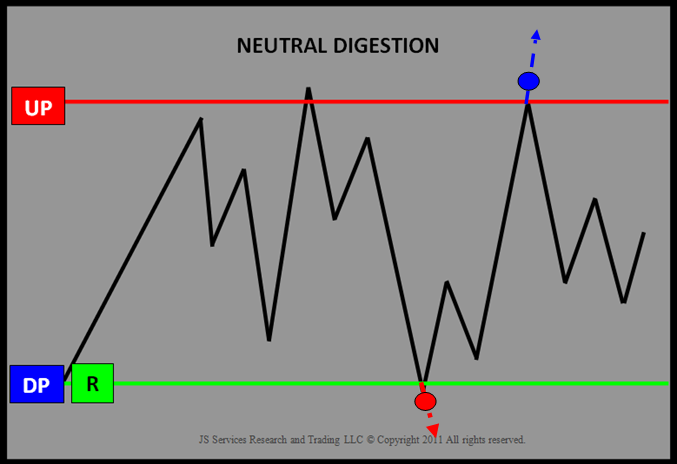 NEUTRAL DIGESTION
UP
DP
R
JS Services Research and Trading LLC © Copyright 2011 All rights reserved.